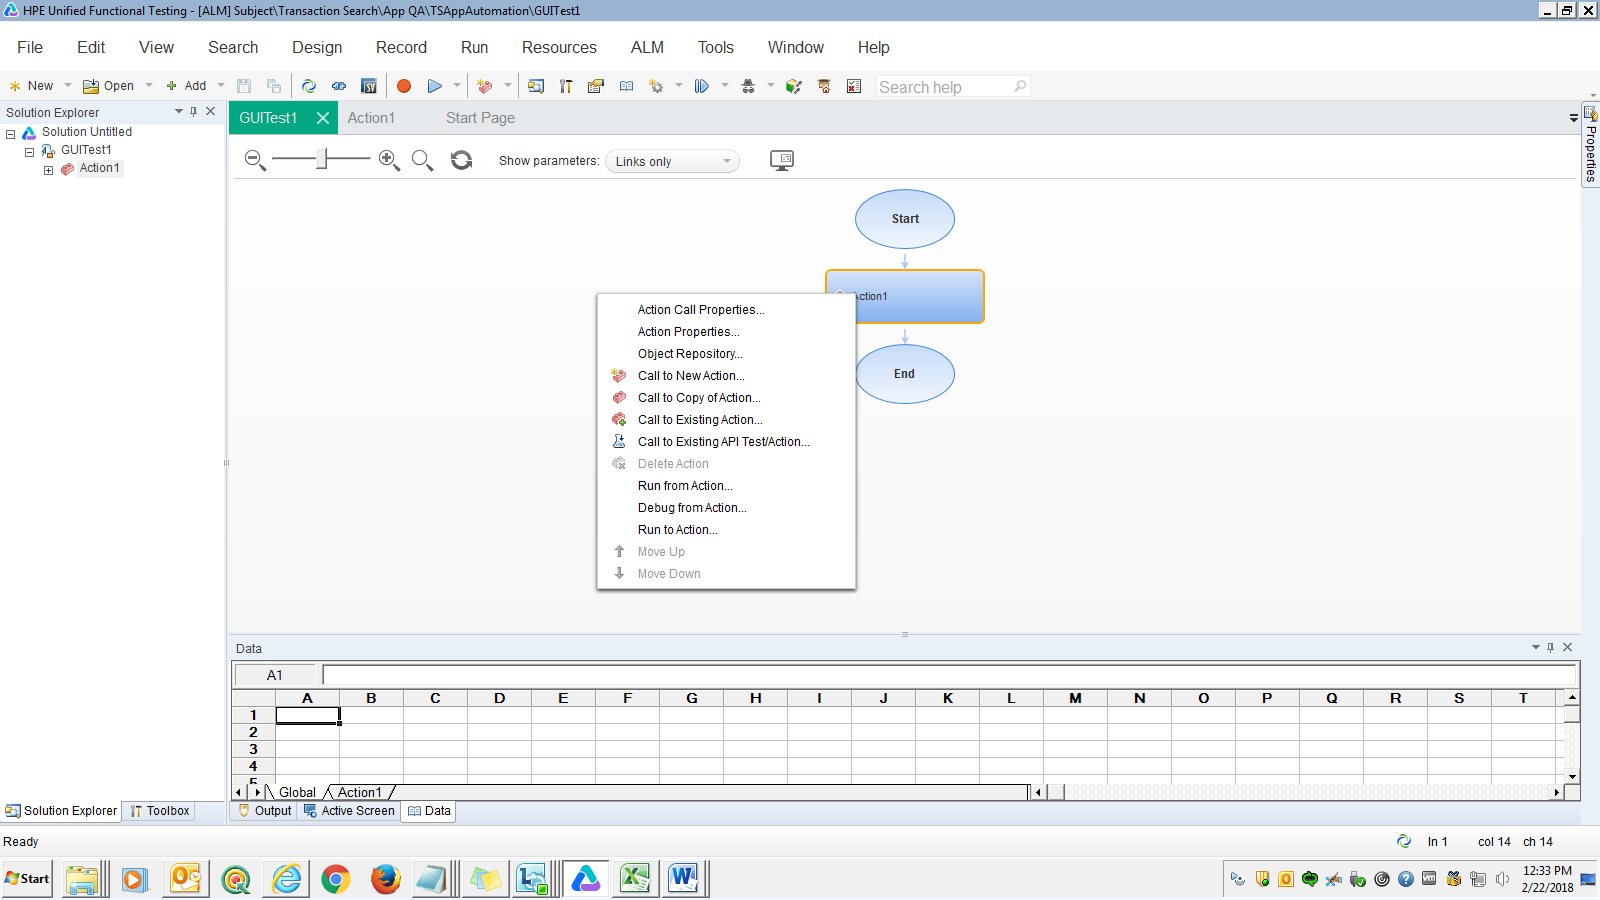 HPE Unified Functional Testing - [ALM] Subject\Transaction Search\App QA\TSAppAutomation\GUITest1
File Edit View Search Design Record Run Resources ALM Tools Window Help
New Open Add Search help
Solution Explorer
Solution Untitled
GUITest1
Action1
GUITest1 Action1 Start Page
Show parameters: Links only
Properties
Start
Action1
End
Action Call Properties...
Action Properties...
Object Repository...
Call to New Action...
Call to Copy of Action...
Call to Existing Action...
Call to Existing API Test/Action...
Delete Action
Run from Action...
Debug from Action...
Run to Action...
Move Up
Move Down
Data
A1
A B C D E F G H I J K L M N O P Q R S T
1
2
3
4
5
Global Action1
Solution Explorer Toolbox Output Active Screen Data
Ready ln 1 col 14 ch 14
Start
12:33 PM
2/22/2018